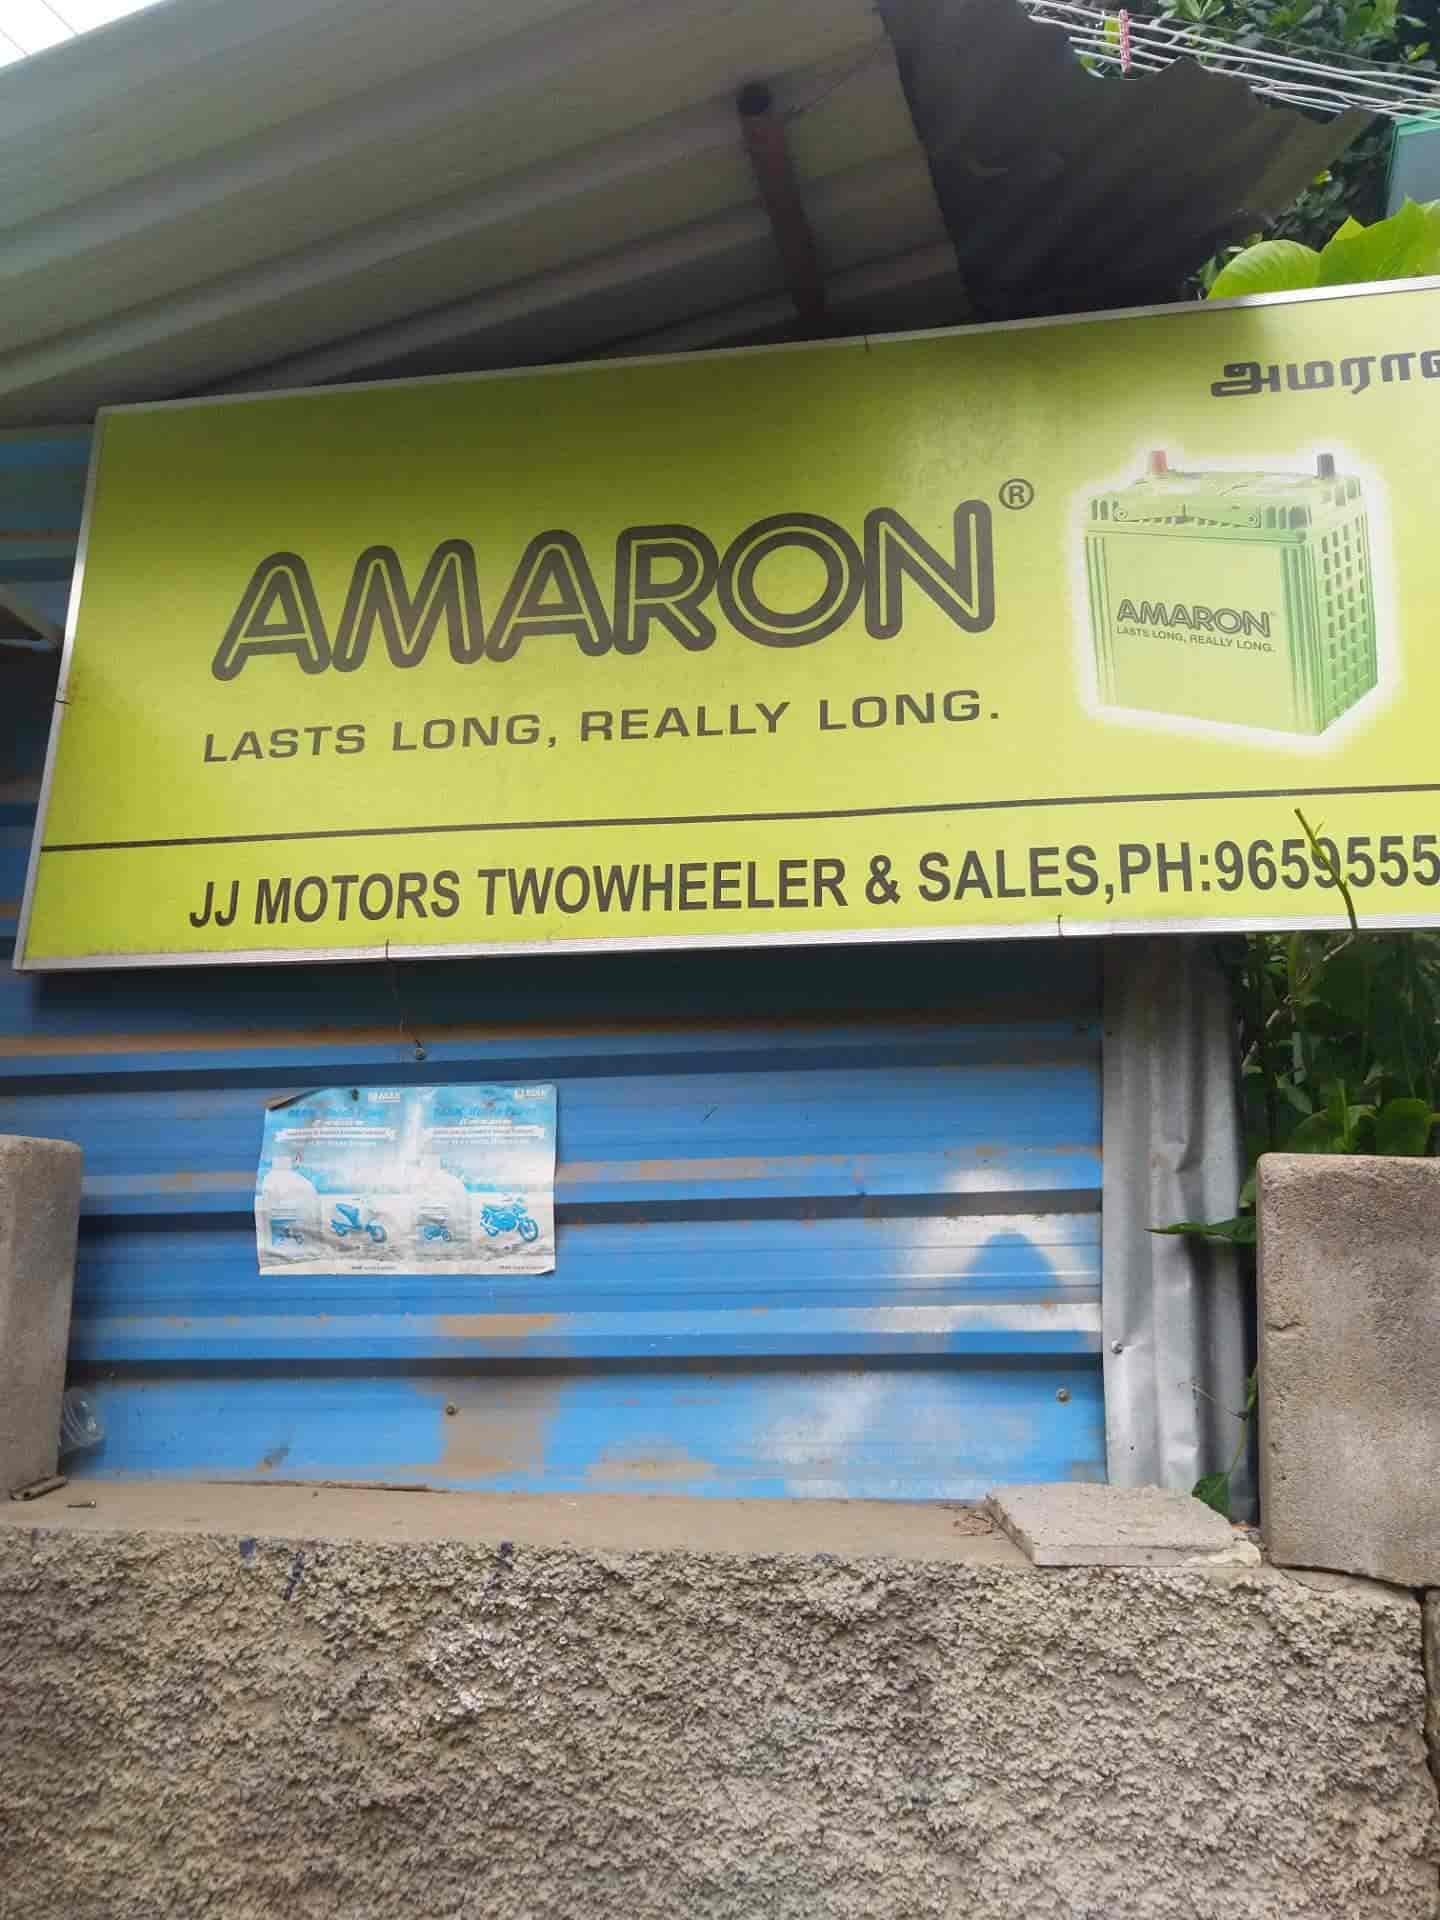 அமரா
AMARON®
LASTS LONG, REALLY LONG.
AMARON®
LASTS LONG, REALLY LONG.
JJ MOTORS TWOWHEELER & SALES,PH:9659555